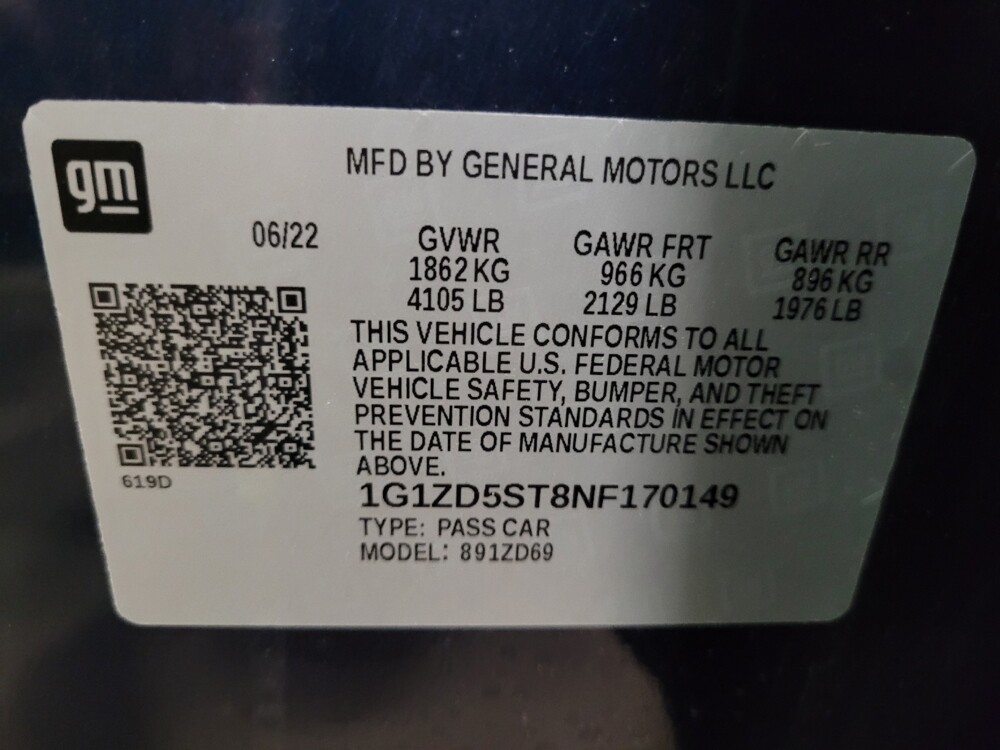 gm
MFD BY GENERAL MOTORS LLC
06/22 GVWR GAWR FRT GAWR RR
1862 KG 966 KG 896 KG
4105 LB 2129 LB 1976 LB
THIS VEHICLE CONFORMS TO ALL
APPLICABLE U.S. FEDERAL MOTOR
VEHICLE SAFETY, BUMPER, AND THEFT
PREVENTION STANDARDS IN EFFECT ON
THE DATE OF MANUFACTURE SHOWN
ABOVE.
619D
1G1ZD5ST8NF170149
TYPE: PASS CAR
MODEL: 891ZD69